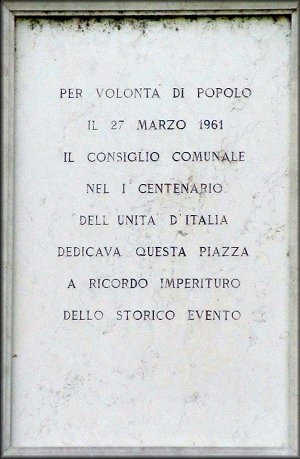 PER VOLONTA DI POPOLO
IL 27 MARZO 1961
IL CONSIGLIO COMUNALE
NEL I CENTENARIO
DELL UNITA D'ITALIA
DEDICAVA QUESTA PIAZZA
A RICORDO IMPERITURO
DELLO STORICO EVENTO